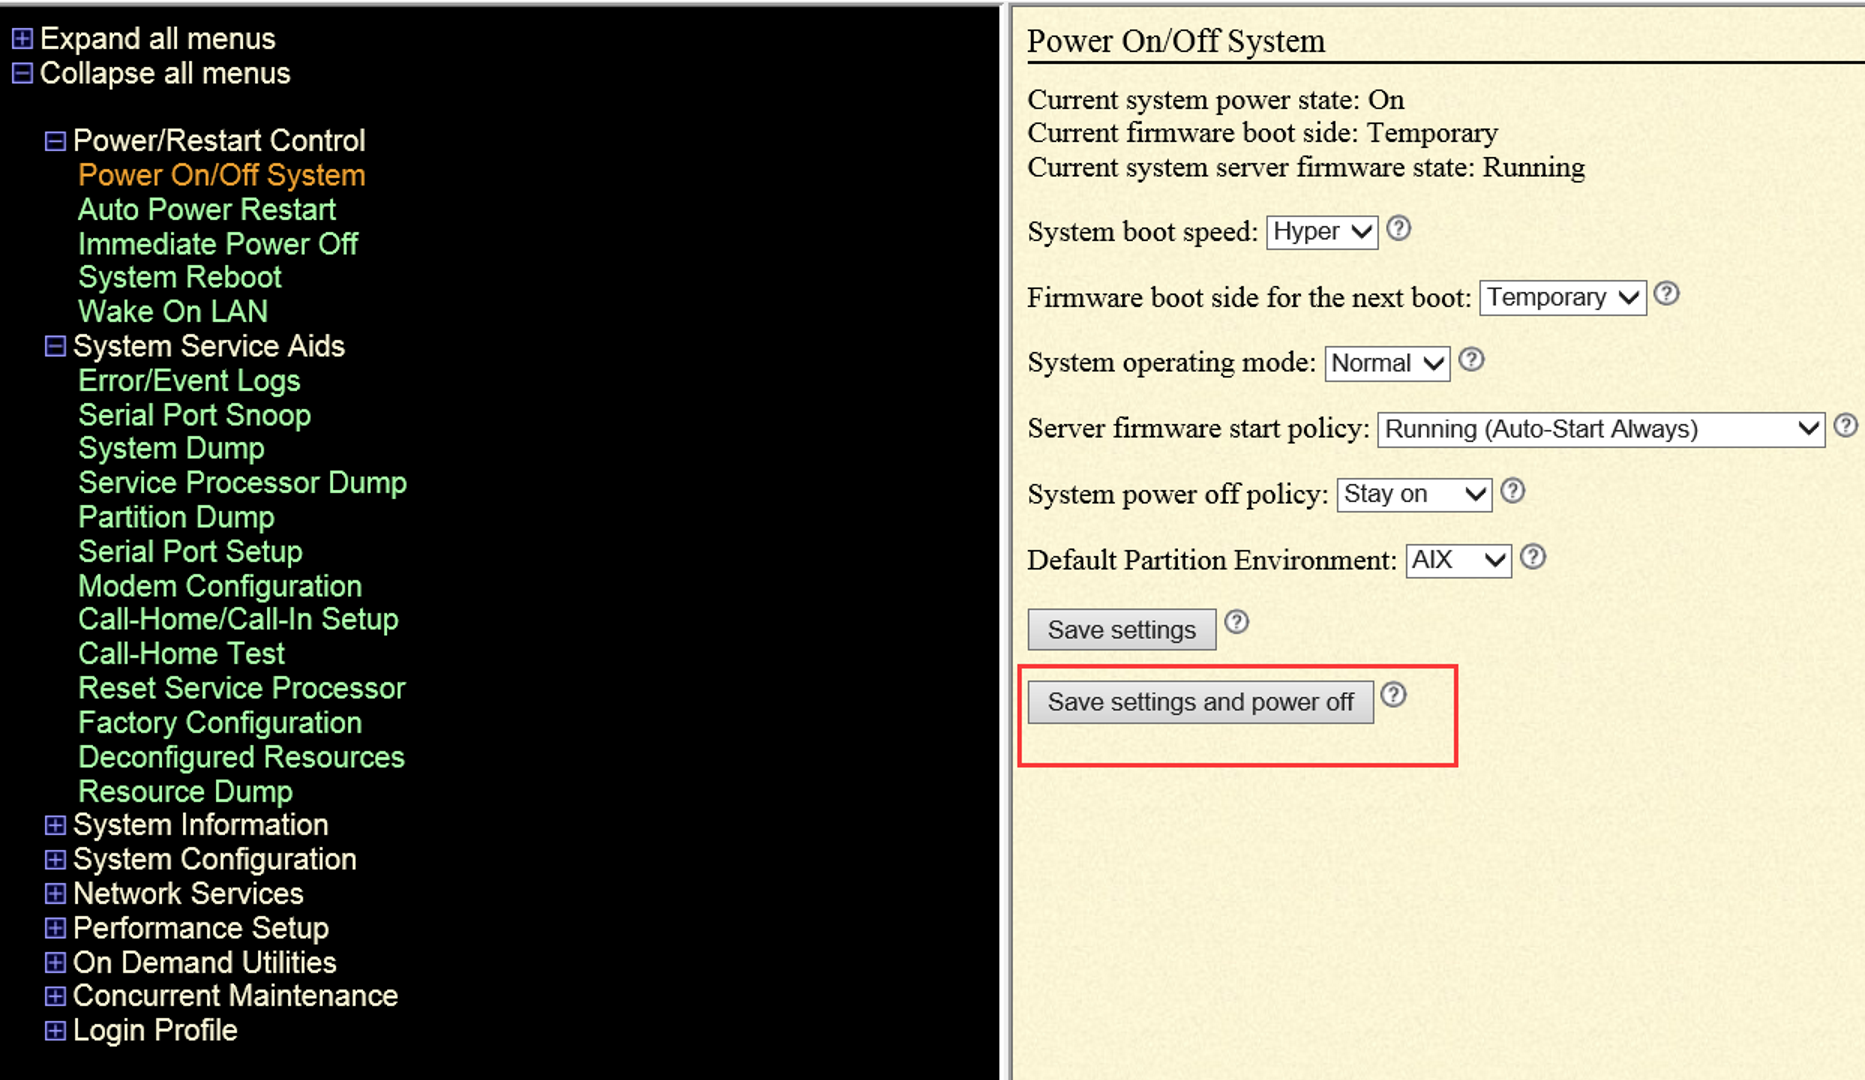 Expand all menus
Collapse all menus
Power/Restart Control
Power On/Off System
Auto Power Restart
Immediate Power Off
System Reboot
Wake On LAN
System Service Aids
Error/Event Logs
Serial Port Snoop
System Dump
Service Processor Dump
Partition Dump
Serial Port Setup
Modem Configuration
Call-Home/Call-In Setup
Call-Home Test
Reset Service Processor
Factory Configuration
Deconfigured Resources
Resource Dump
System Information
System Configuration
Network Services
Performance Setup
On Demand Utilities
Concurrent Maintenance
Login Profile
Power On/Off System
Current system power state: On
Current firmware boot side: Temporary
Current system server firmware state: Running
System boot speed: Hyper
Firmware boot side for the next boot: Temporary
System operating mode: Normal
Server firmware start policy: Running (Auto-Start Always)
System power off policy: Stay on
Default Partition Environment: AIX
Save settings
Save settings and power off